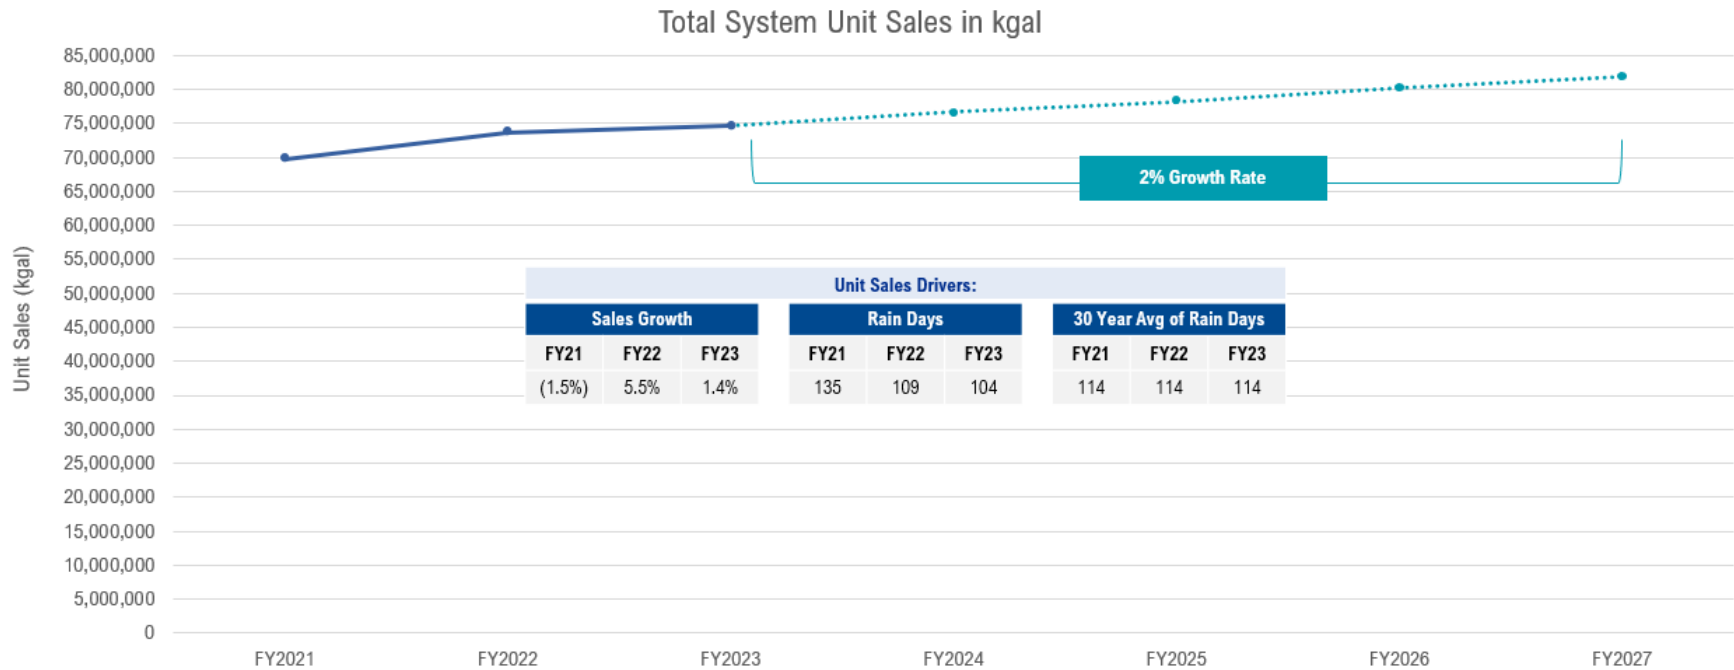 Total System Unit Sales in kgal
Unit Sales (kgal)
85,000,000
80,000,000
75,000,000
70,000,000
65,000,000
60,000,000
55,000,000
50,000,000
45,000,000
40,000,000
35,000,000
30,000,000
25,000,000
20,000,000
15,000,000
10,000,000
5,000,000
0
2% Growth Rate
Unit Sales Drivers:
Sales Growth Rain Days 30 Year Avg of Rain Days
FY21 FY22 FY23 FY21 FY22 FY23 FY21 FY22 FY23
(1.5%) 5.5% 1.4% 135 109 104 114 114 114
FY2021 FY2022 FY2023 FY2024 FY2025 FY2026 FY2027